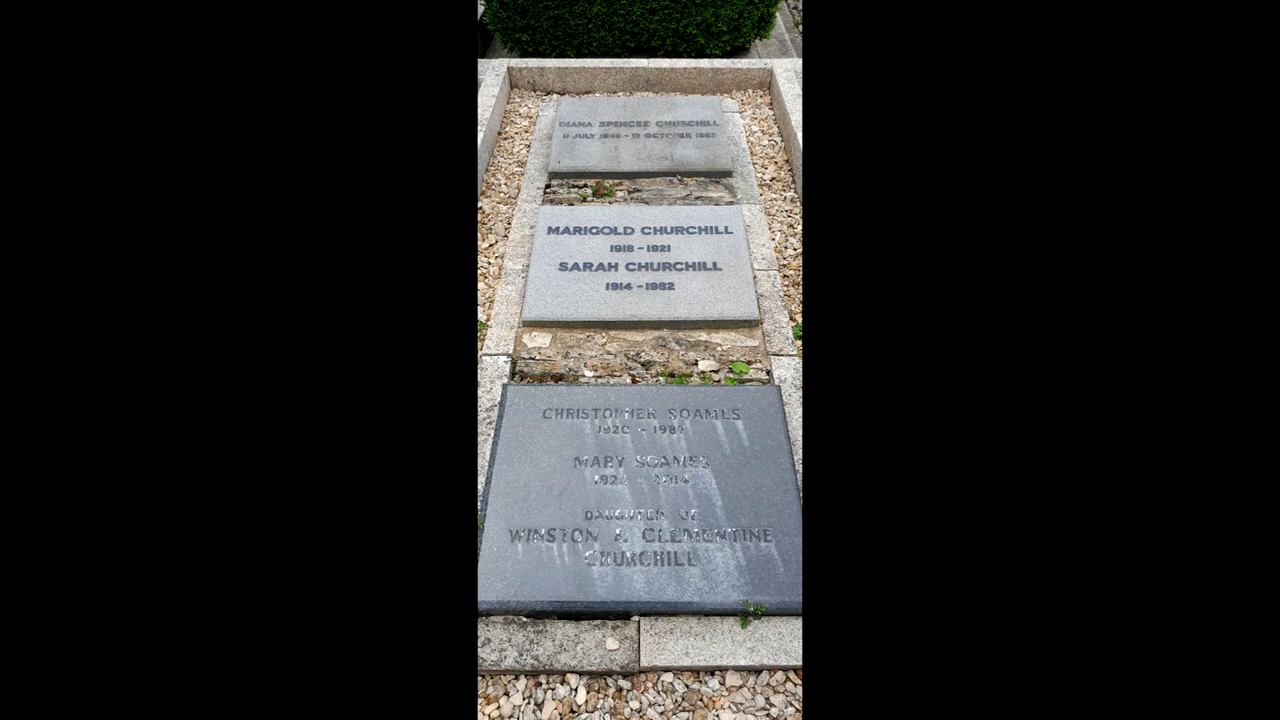 DIANA SPENCER CHURCHILL
11 JULY 1909 - 19 OCTOBER 1963
MARIGOLD CHURCHILL
1918 - 1921
SARAH CHURCHILL
1914 - 1982
CHRISTOPHER SOAMES
1920 - 1987
MARY SOAMES
1922 - 2014
DAUGHTER OF
WINSTON & CLEMENTINE
CHURCHILL